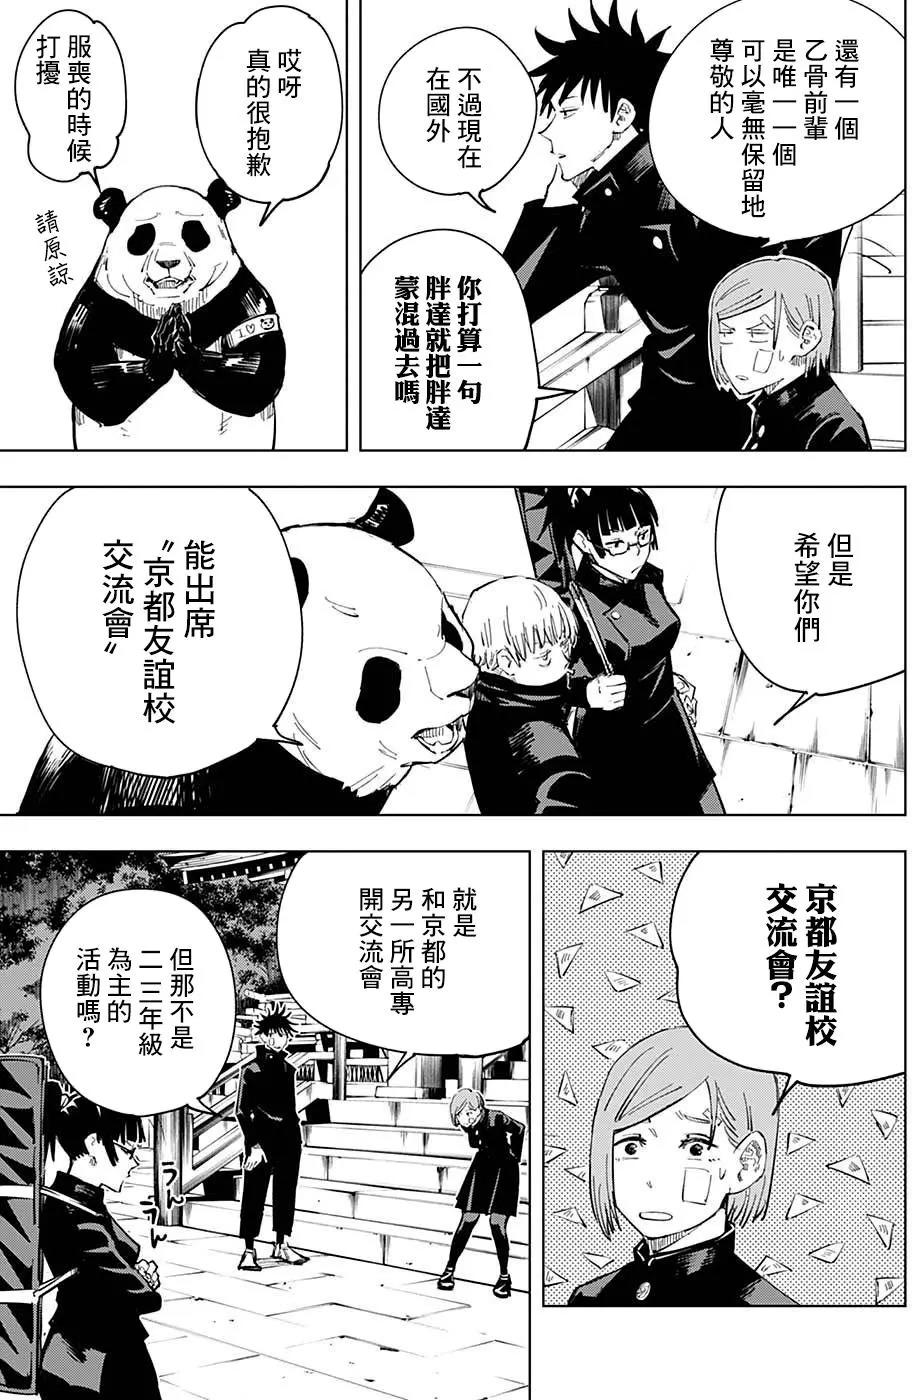 還有一個
乙骨前輩
是唯一一個
可以毫無保留地
尊敬的人
不過現在
在國外
你打算一句
胖達就把胖達
蒙混過去嗎
哎呀
真的很抱歉
服喪的時候
打擾
請原諒
I♡
但是
希望你們
能出席
〝京都友誼校
交流會〞
京都友誼校
交流會？
就是
和京都的
另一所高專
開交流會
但那不是
二三年級
為主的
活動嗎？
うん
うん